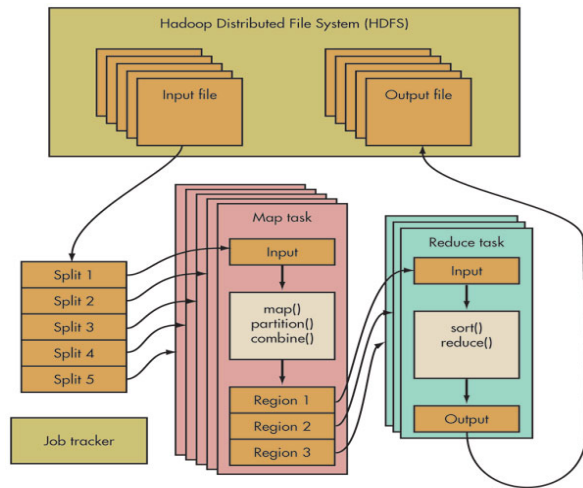 Hadoop Distributed File System (HDFS)
Input file
Output file
Split 1
Split 2
Split 3
Split 4
Split 5
Job tracker
Map task
Input
map()
partition()
combine()
Region 1
Region 2
Region 3
Reduce task
Input
sort()
reduce()
Output